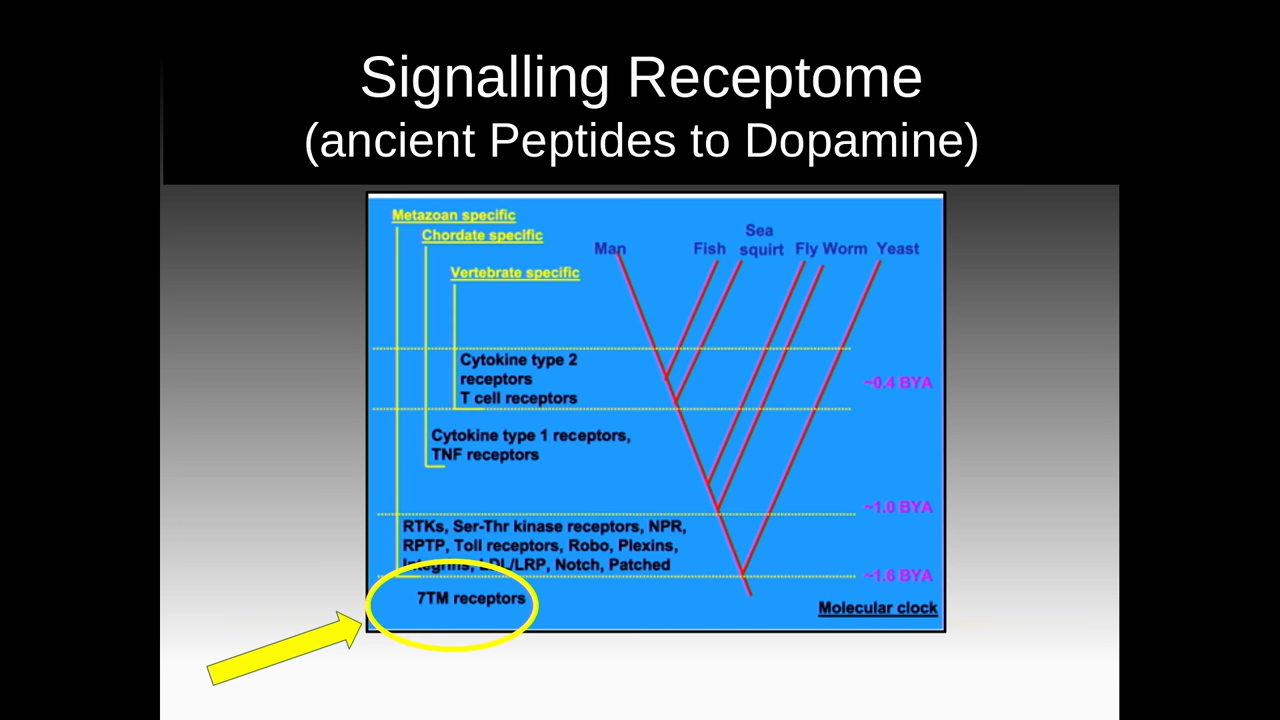 Signalling Receptome
(ancient Peptides to Dopamine)
Metazoan specific
Chordate specific
Vertebrate specific
Man
Fish
Sea
squirt
Fly Worm
Yeast
Cytokine type 2
receptors
T cell receptors
~0.4 BYA
Cytokine type 1 receptors,
TNF receptors
~1.0 BYA
RTKs, Ser-Thr kinase receptors, NPR,
RPTP, Toll receptors, Robo, Plexins,
Integrins, LDL/LRP, Notch, Patched
~1.6 BYA
7TM receptors
Molecular clock